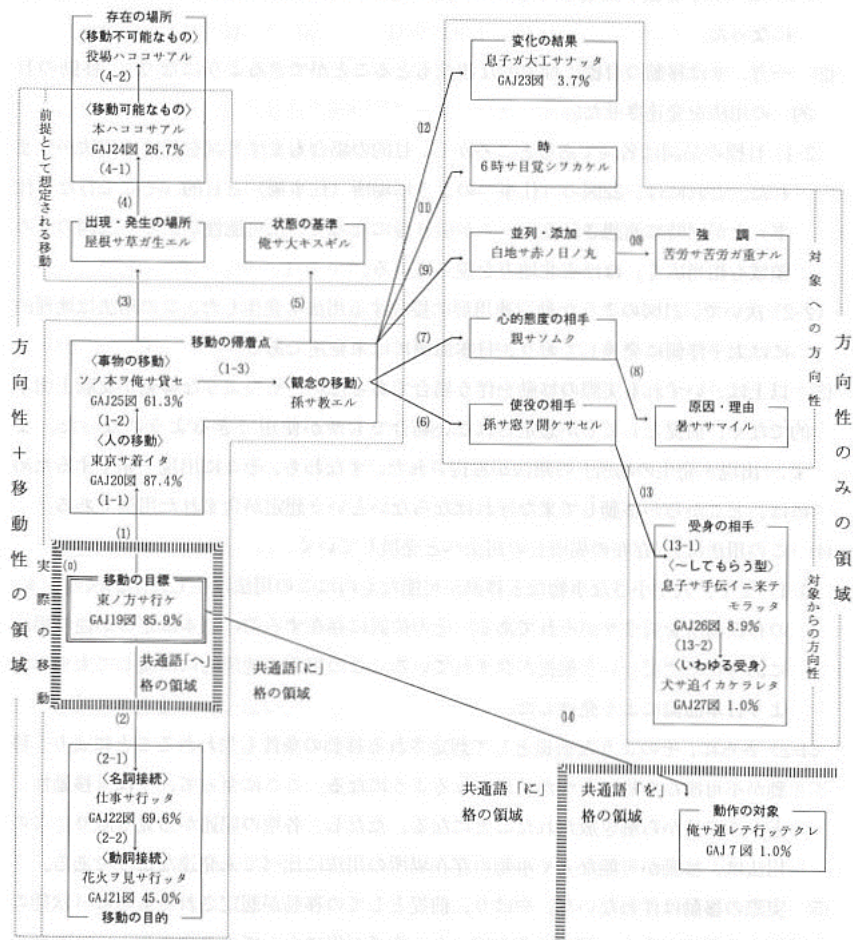 存在の場所
〈移動不可能なもの〉
役場ハココサアル
(4-2)
〈移動可能なもの〉
本ハココサアル
GAJ24図 26.7%
(4-1)
前提として想定される移動
(4)
出現・発生の場所
屋根サ草ガ生エル
(3)
状態の基準
俺サ大キスギル
(5)
変化の結果
息子ガ大工サナッタ
GAJ23図 3.7%
(12)
時
6時サ目覚シヲカケル
(11)
並列・添加
白地サ赤ノ日ノ丸
(9)
(10)
強調
苦労サ苦労ガ重ナル
心的態度の相手
親サソムク
(7)
(8)
原因・理由
暑ササマイル
使役の相手
孫サ窓ヲ開ケサセル
(6)
対象への方向性
方向性のみの領域
移動の帰着点
(1-3)
〈事物の移動〉
ソノ本ヲ俺サ貸セ
GAJ25図 61.3%
(1-2)
〈人の移動〉
東京サ着イタ
GAJ20図 87.4%
(1-1)
〈観念の移動〉
孫サ教エル
(1)
方向性+移動性の領域
実際の移動
(0)
移動の目標
東ノ方サ行ケ
GAJ19図 85.9%
共通語「へ」
格の領域
共通語「に」
格の領域
(13)
受身の相手
(13-1)
〈〜してもらう型〉
息子サ手伝イニ来テ
モラッタ
GAJ26図 8.9%
(13-2)
〈いわゆる受身〉
犬サ追イカケラレタ
GAJ27図 1.0%
対象からの方向性
(2)
(2-1)
〈名詞接続〉
仕事サ行ッタ
GAJ22図 69.6%
(2-2)
〈動詞接続〉
花火ヲ見サ行ッタ
GAJ21図 45.0%
移動の目的
(14)
共通語「に」
格の領域
共通語「を」
格の領域
動作の対象
俺サ連レテ行ッテクレ
GAJ7図 1.0%